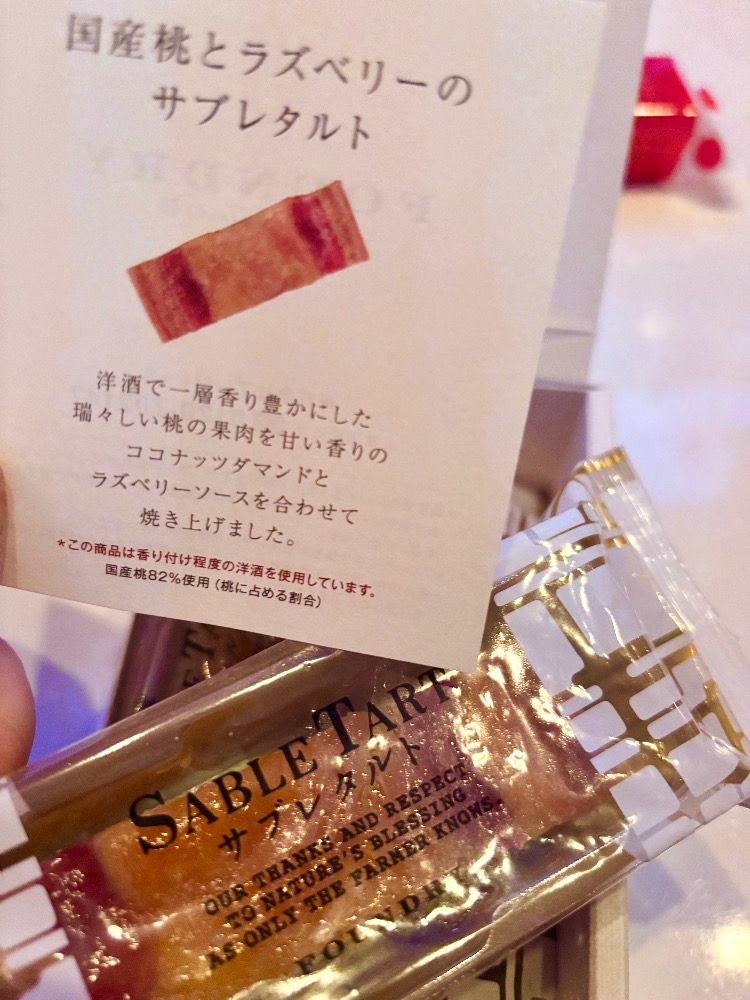 国産桃とラズベリーの
サブレタルト
洋酒で一層香り豊かにした
瑞々しい桃の果肉を甘い香りの
ココナッツダマンドと
ラズベリーソースを合わせて
焼き上げました。
*この商品は香り付け程度の洋酒を使用しています。
国産桃82%使用 (桃に占める割合)
SABLE TART
サブレタルト
OUR THANKS AND RESPECT
TO NATURE'S BLESSING
AS ONLY THE FARMER KNOWS.
FOUNDRY